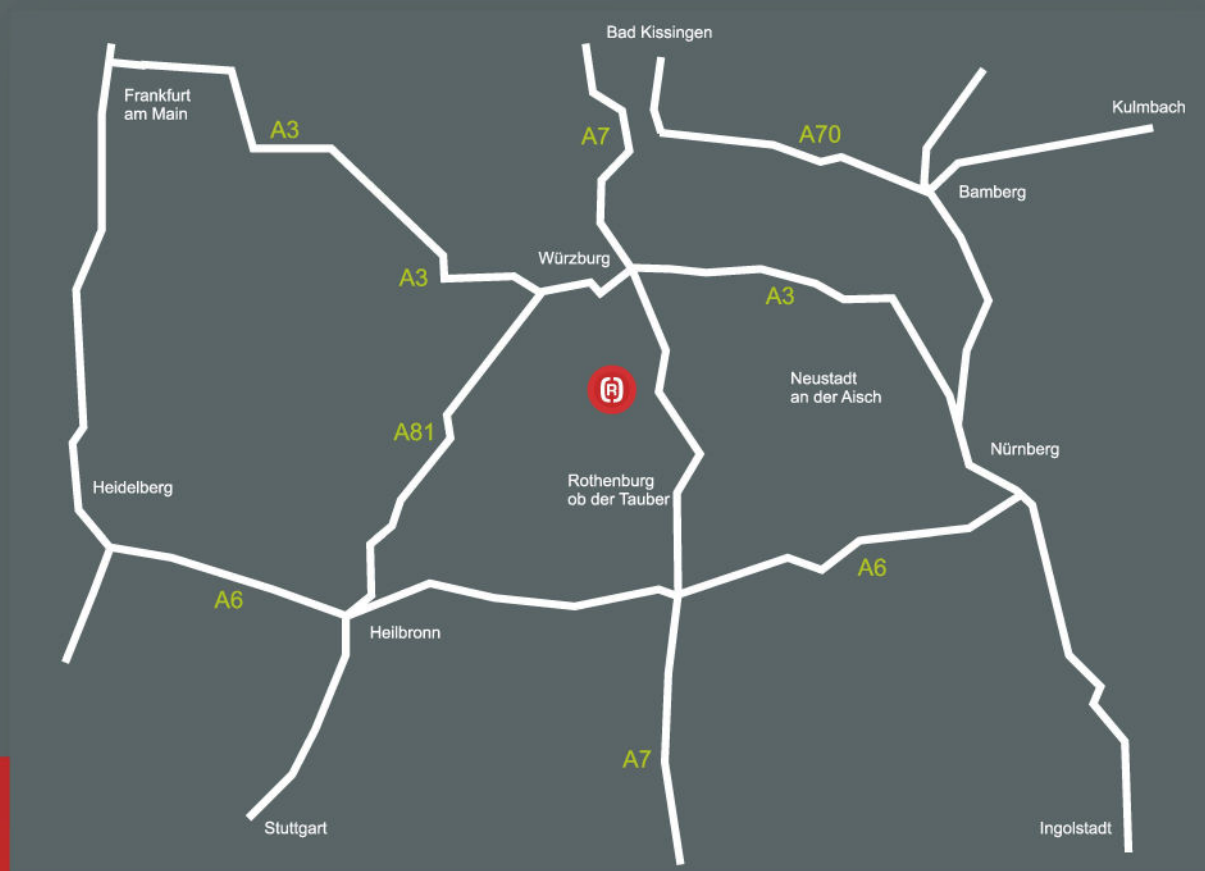 Bad Kissingen
Frankfurt
am Main
Kulmbach
A3
A7
A70
Bamberg
Würzburg
A3
A3
R
Neustadt
an der Aisch
A81
Nürnberg
Heidelberg
Rothenburg
ob der Tauber
A6
A6
Heilbronn
A7
Stuttgart
Ingolstadt